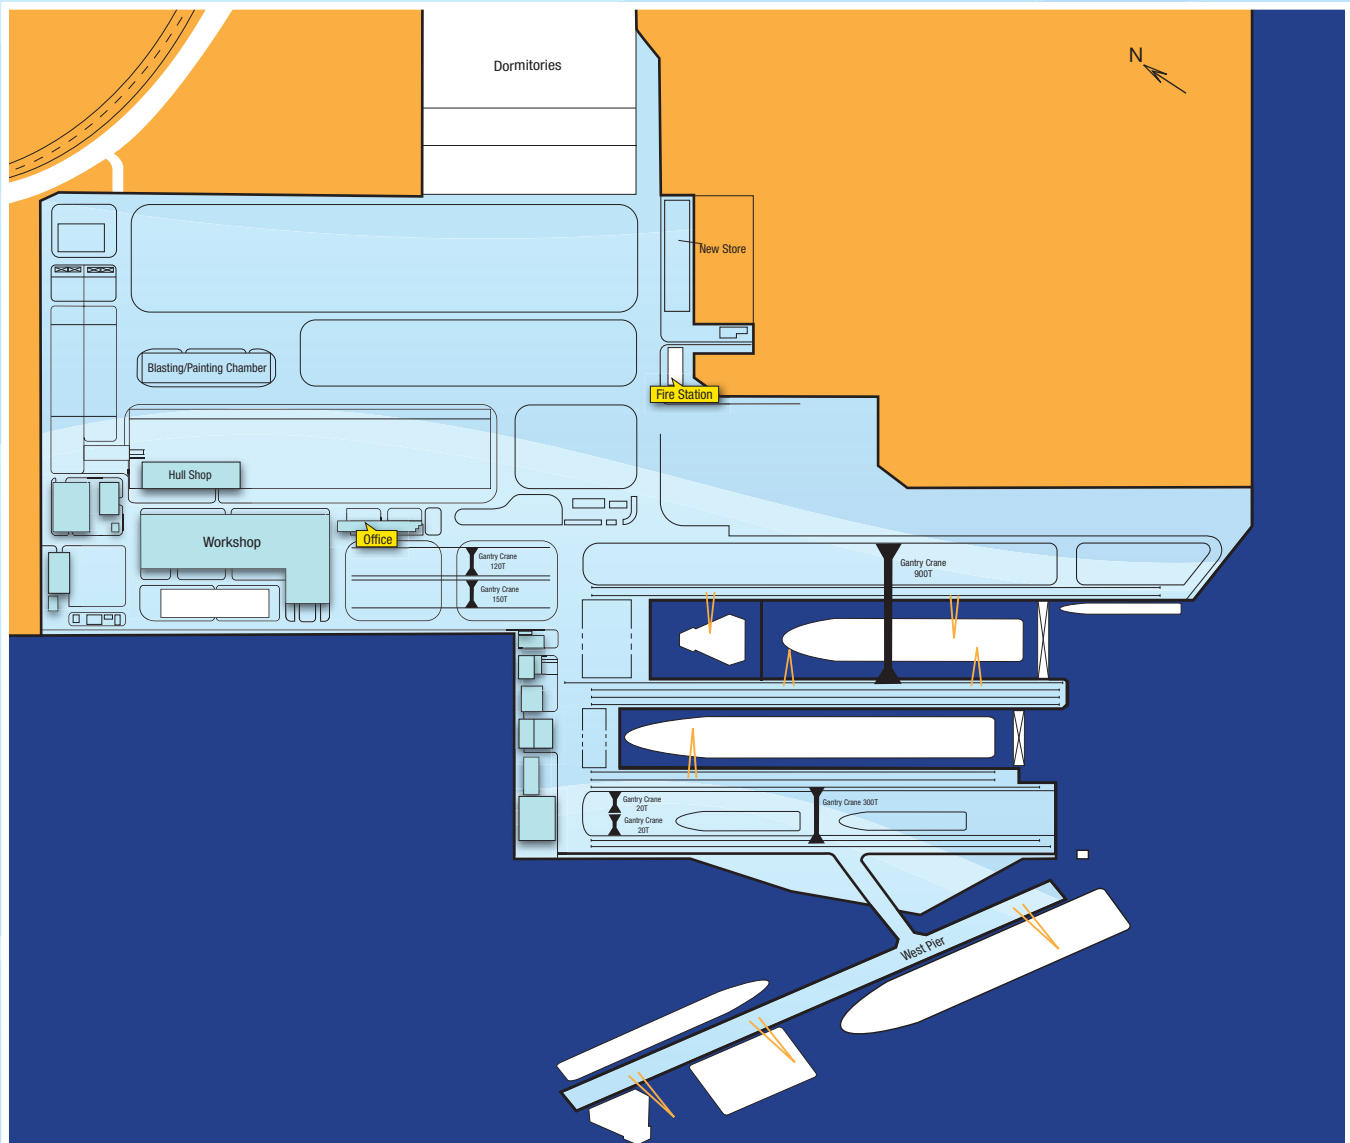 Dormitories
N
New Store
Blasting/Painting Chamber
Fire Station
Hull Shop
Workshop
Office
Gantry Crane
120T
Gantry Crane
150T
Gantry Crane
900T
Gantry Crane
20T
Gantry Crane
20T
Gantry Crane 300T
West Pier